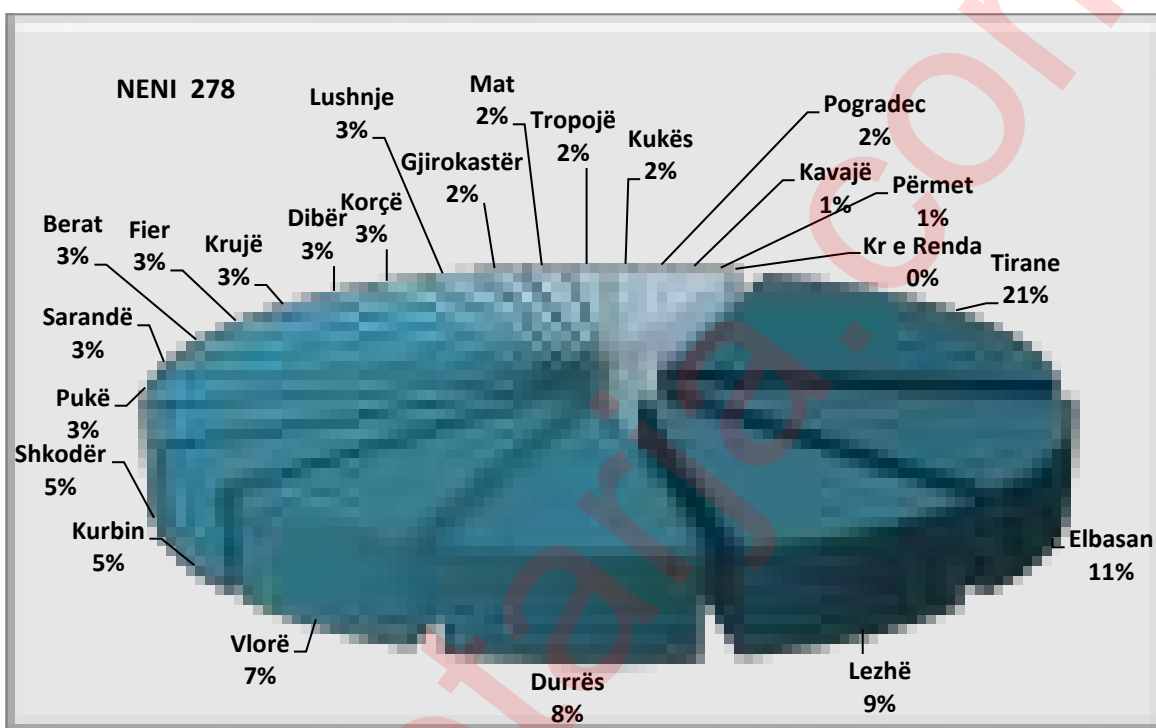 NENI 278
Mat
2%
Lushnje
3%
Tropojë
2%
Kukës
2%
Pogradec
2%
Gjirokastër
2%
Kavajë
1%
Përmet
1%
Korçë
3%
Dibër
3%
Krujë
3%
Fier
3%
Berat
3%
Kr e Renda
0%
Tirane
21%
Sarandë
3%
Pukë
3%
Shkodër
5%
Kurbin
5%
Elbasan
11%
Vlorë
7%
Durrës
8%
Lezhë
9%